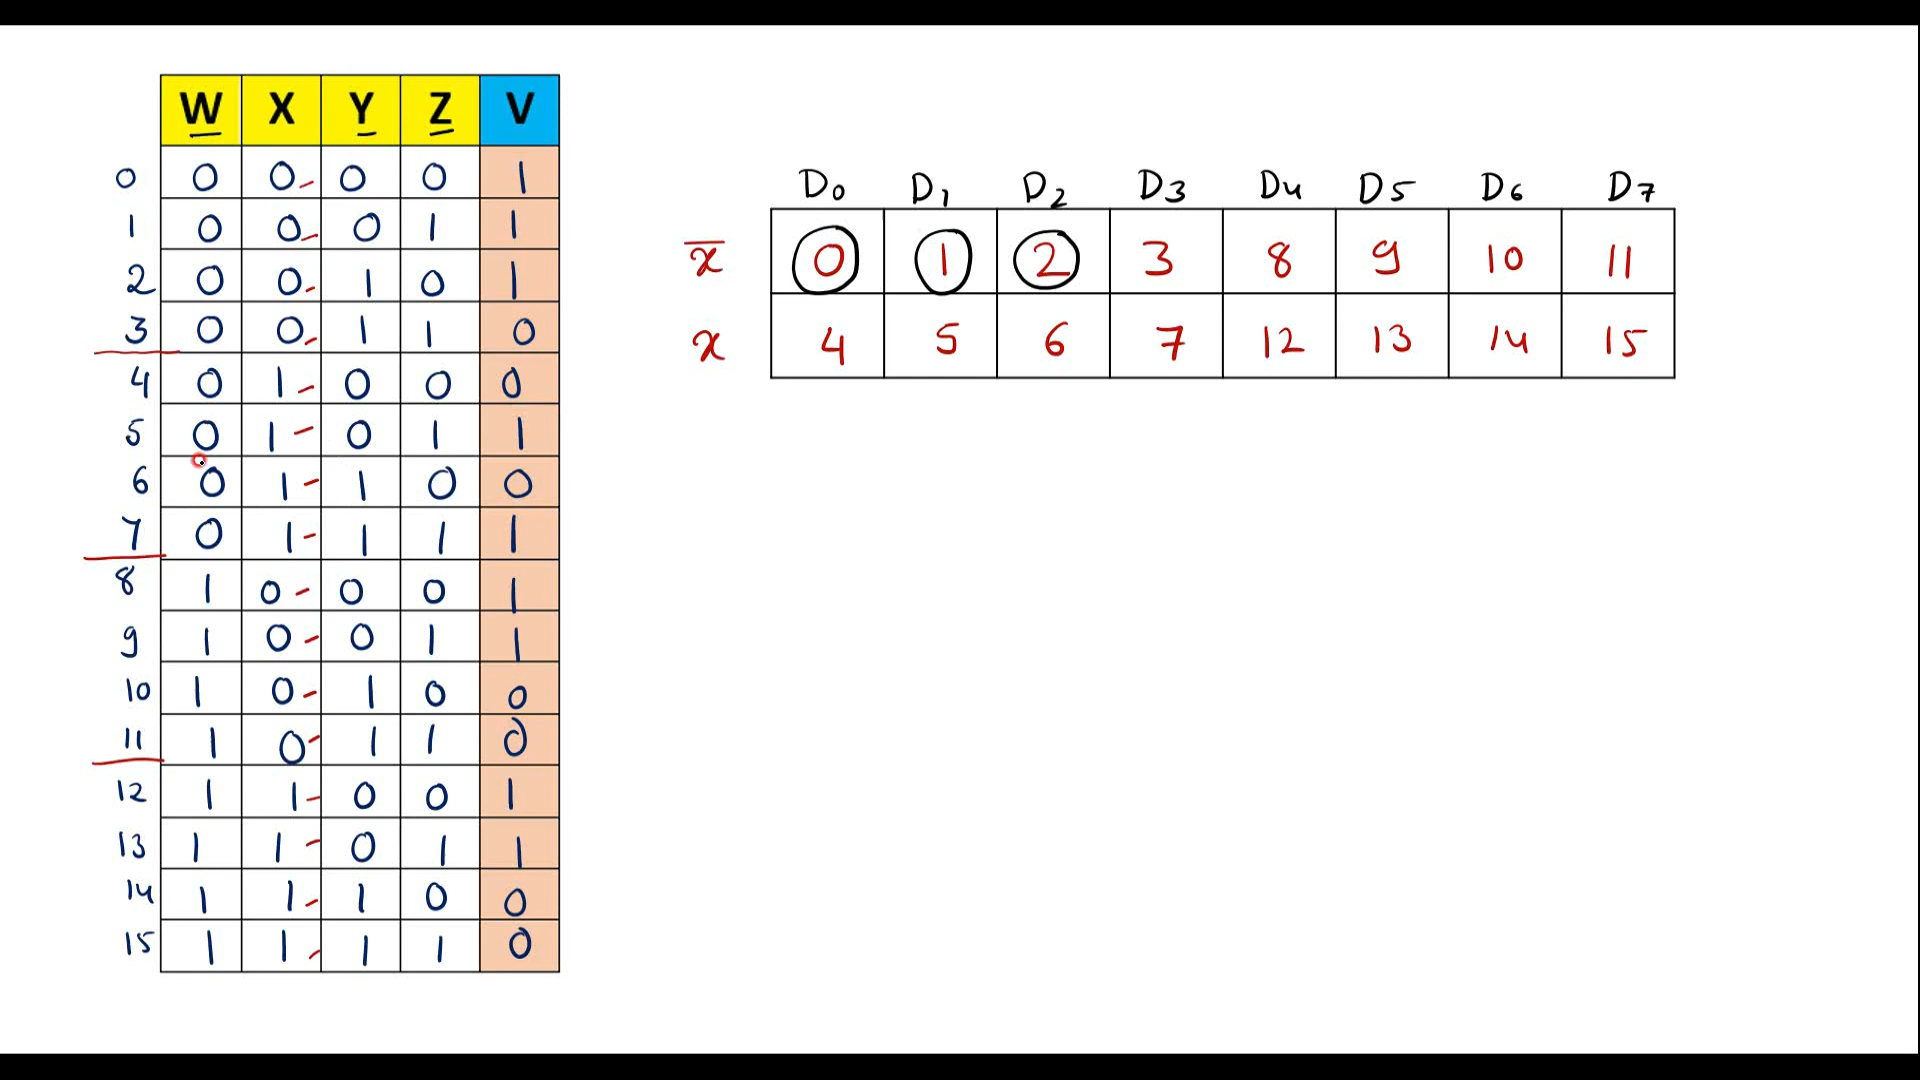 W X Y Z V
0 0 0 0 0 1
1 0 0 0 1 1
2 0 0 1 0 1
3 0 0 1 1 0
4 0 1 0 0 0
5 0 1 0 1 1
6 0 1 1 0 0
7 0 1 1 1 1
8 1 0 0 0 1
9 1 0 0 1 1
10 1 0 1 0 0
11 1 0 1 1 0
12 1 1 0 0 1
13 1 1 0 1 1
14 1 1 1 0 0
15 1 1 1 1 0
D₀ D₁ D₂ D₃ D₄ D₅ D₆ D₇
x̅ 0 1 2 3 8 9 10 11
x 4 5 6 7 12 13 14 15